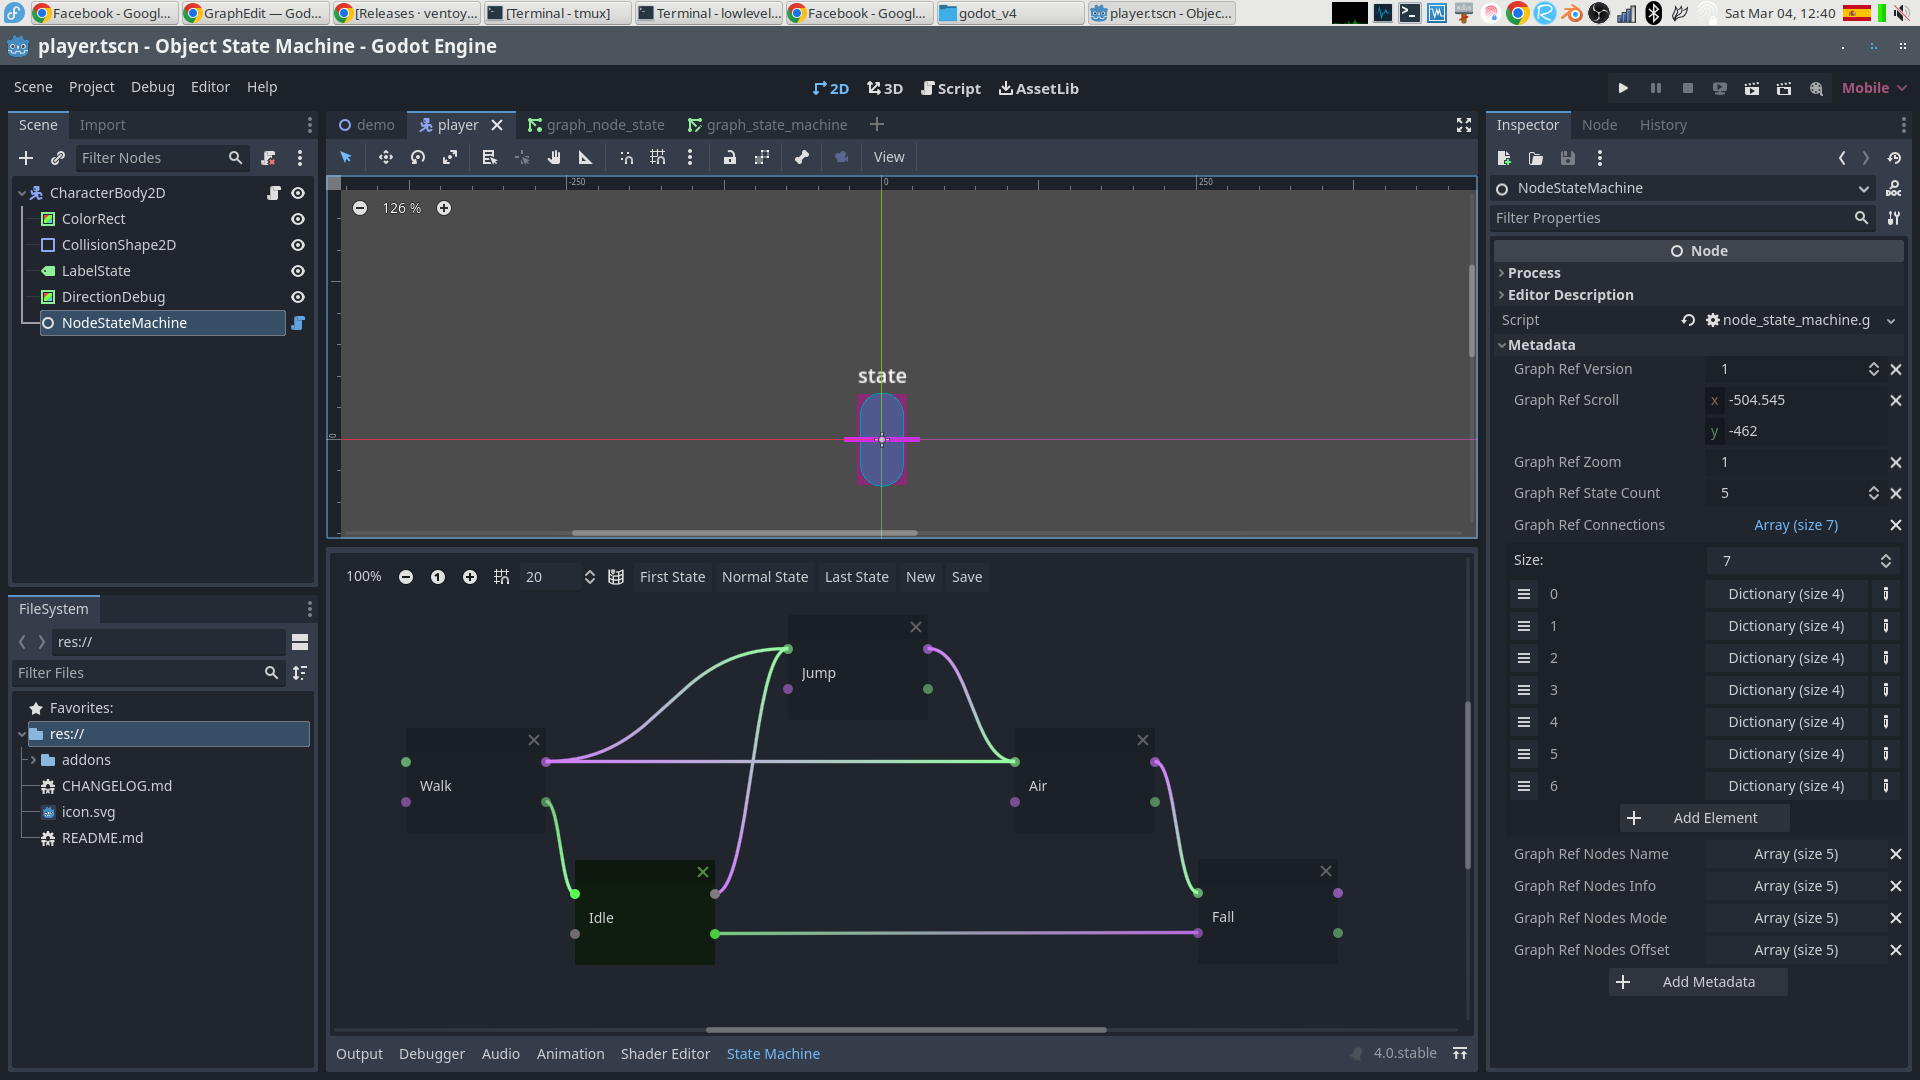 Facebook - Googl...
GraphEdit — God...
[Releases · ventoy...
[Terminal - tmux]
Terminal - lowlevel...
Facebook - Googl...
godot_v4
player.tscn - Objec...
Sat Mar 04, 12:40
player.tscn - Object State Machine - Godot Engine
Scene Project Debug Editor Help
2D 3D Script AssetLib
Mobile
Scene Import
demo player graph_node_state graph_state_machine
Inspector Node History
Filter Nodes
View
CharacterBody2D
ColorRect
CollisionShape2D
LabelState
DirectionDebug
NodeStateMachine
-250 0 250
126 %
0
state
FileSystem
res://
Filter Files
Favorites:
res://
addons
CHANGELOG.md
icon.svg
README.md
100% 1 20 First State Normal State Last State New Save
Jump
Walk
Air
Idle
Fall
Output Debugger Audio Animation Shader Editor State Machine
4.0.stable
DOC
NodeStateMachine
Filter Properties
Node
Process
Editor Description
Script node_state_machine.g
Metadata
Graph Ref Version 1
Graph Ref Scroll x -504.545
y -462
Graph Ref Zoom 1
Graph Ref State Count 5
Graph Ref Connections Array (size 7)
Size: 7
0 Dictionary (size 4)
1 Dictionary (size 4)
2 Dictionary (size 4)
3 Dictionary (size 4)
4 Dictionary (size 4)
5 Dictionary (size 4)
6 Dictionary (size 4)
Add Element
Graph Ref Nodes Name Array (size 5)
Graph Ref Nodes Info Array (size 5)
Graph Ref Nodes Mode Array (size 5)
Graph Ref Nodes Offset Array (size 5)
Add Metadata